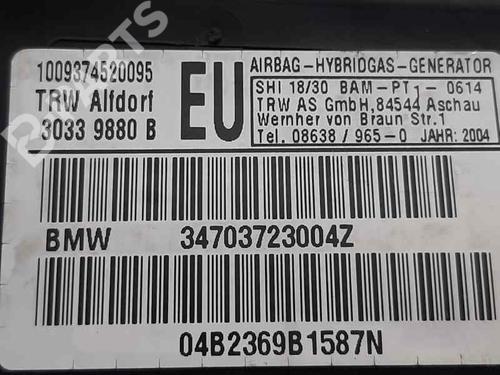 B-PARTS
1009374520095
TRW Alfdorf
3033 9880 B
EU
AIRBAG-HYBRIDGAS-GENERATOR
SHI 18/30 BAM-PT1-0614
TRW AS GmbH,84544 Aschau
Wernher von Braun Str.1
Tel. 08638/965-0 JAHR:2004
BMW 34703723004Z
04B2369B1587N